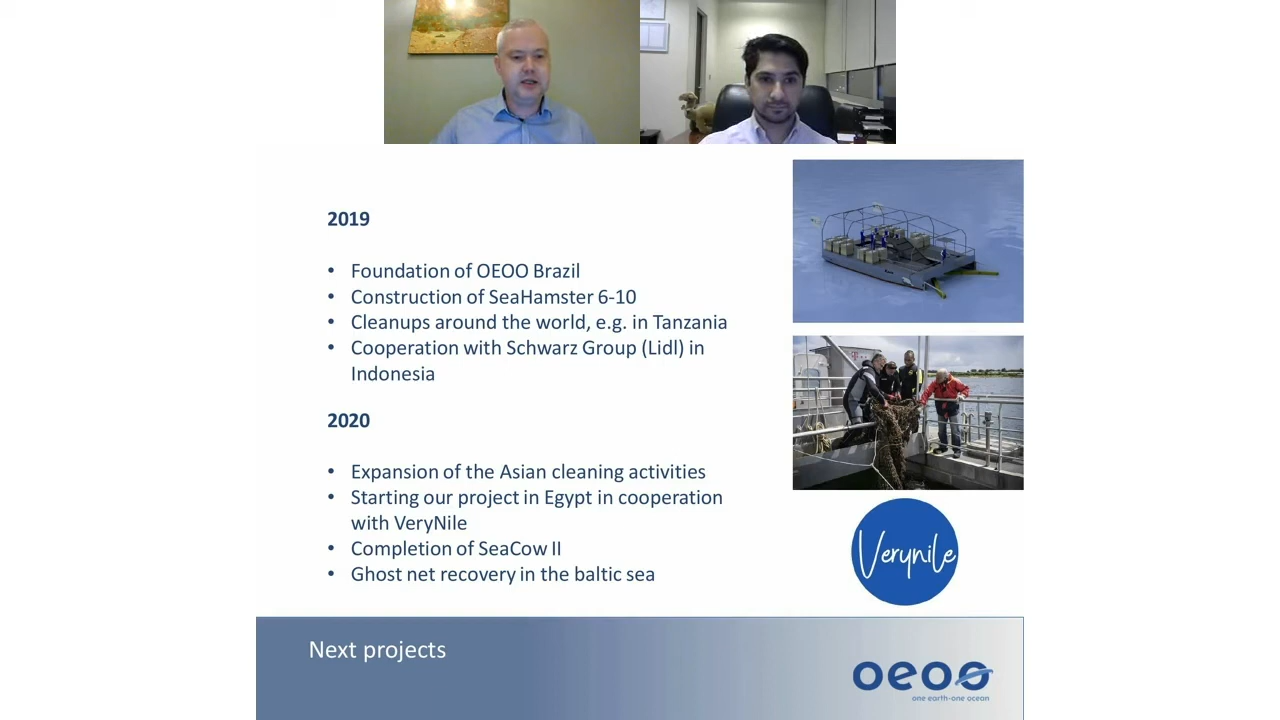 2019
• Foundation of OEOO Brazil
• Construction of SeaHamster 6-10
• Cleanups around the world, e.g. in Tanzania
• Cooperation with Schwarz Group (Lidl) in
Indonesia
2020
• Expansion of the Asian cleaning activities
• Starting our project in Egypt in cooperation
with VeryNile
• Completion of SeaCow II
• Ghost net recovery in the baltic sea
Verynile
Next projects
oeoo
one earth-one ocean